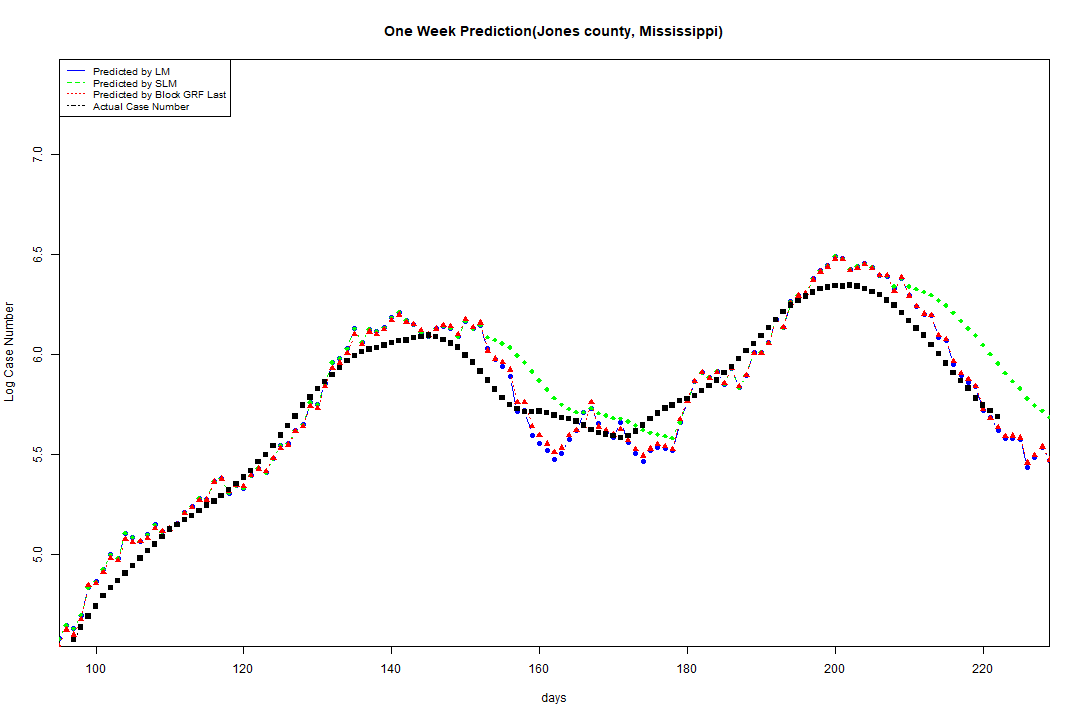 One Week Prediction(Jones county, Mississippi)
Predicted by LM
Predicted by SLM
Predicted by Block GRF Last
Actual Case Number
7.0
6.5
6.0
5.5
5.0
Log Case Number
100 120 140 160 180 200 220
days